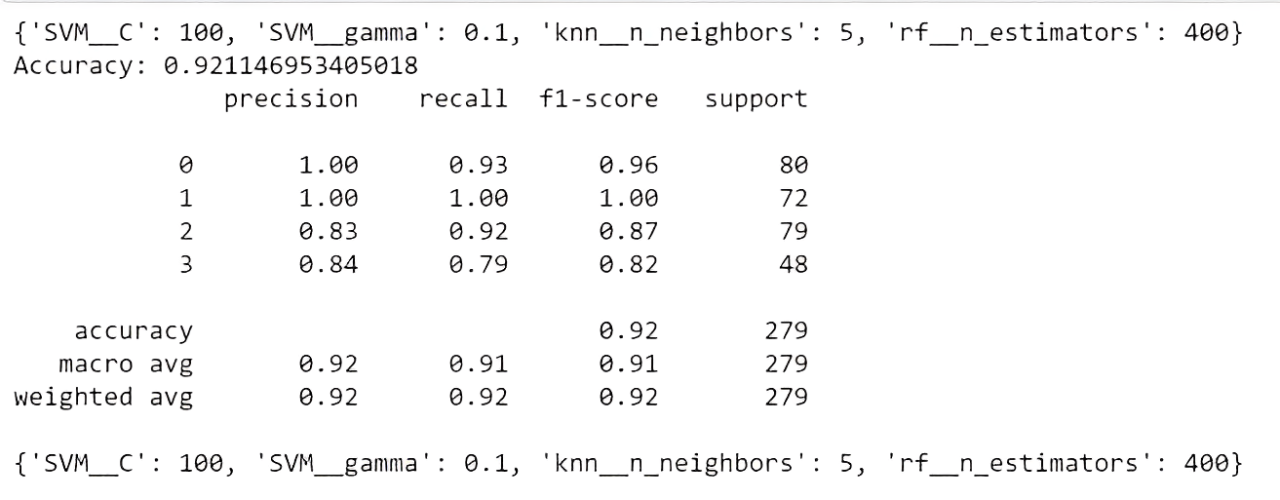 {'SVM__C': 100, 'SVM__gamma': 0.1, 'knn__n_neighbors': 5, 'rf__n_estimators': 400}
Accuracy: 0.921146953405018
precision recall f1-score support
0 1.00 0.93 0.96 80
1 1.00 1.00 1.00 72
2 0.83 0.92 0.87 79
3 0.84 0.79 0.82 48
accuracy 0.92 279
macro avg 0.92 0.91 0.91 279
weighted avg 0.92 0.92 0.92 279
{'SVM__C': 100, 'SVM__gamma': 0.1, 'knn__n_neighbors': 5, 'rf__n_estimators': 400}